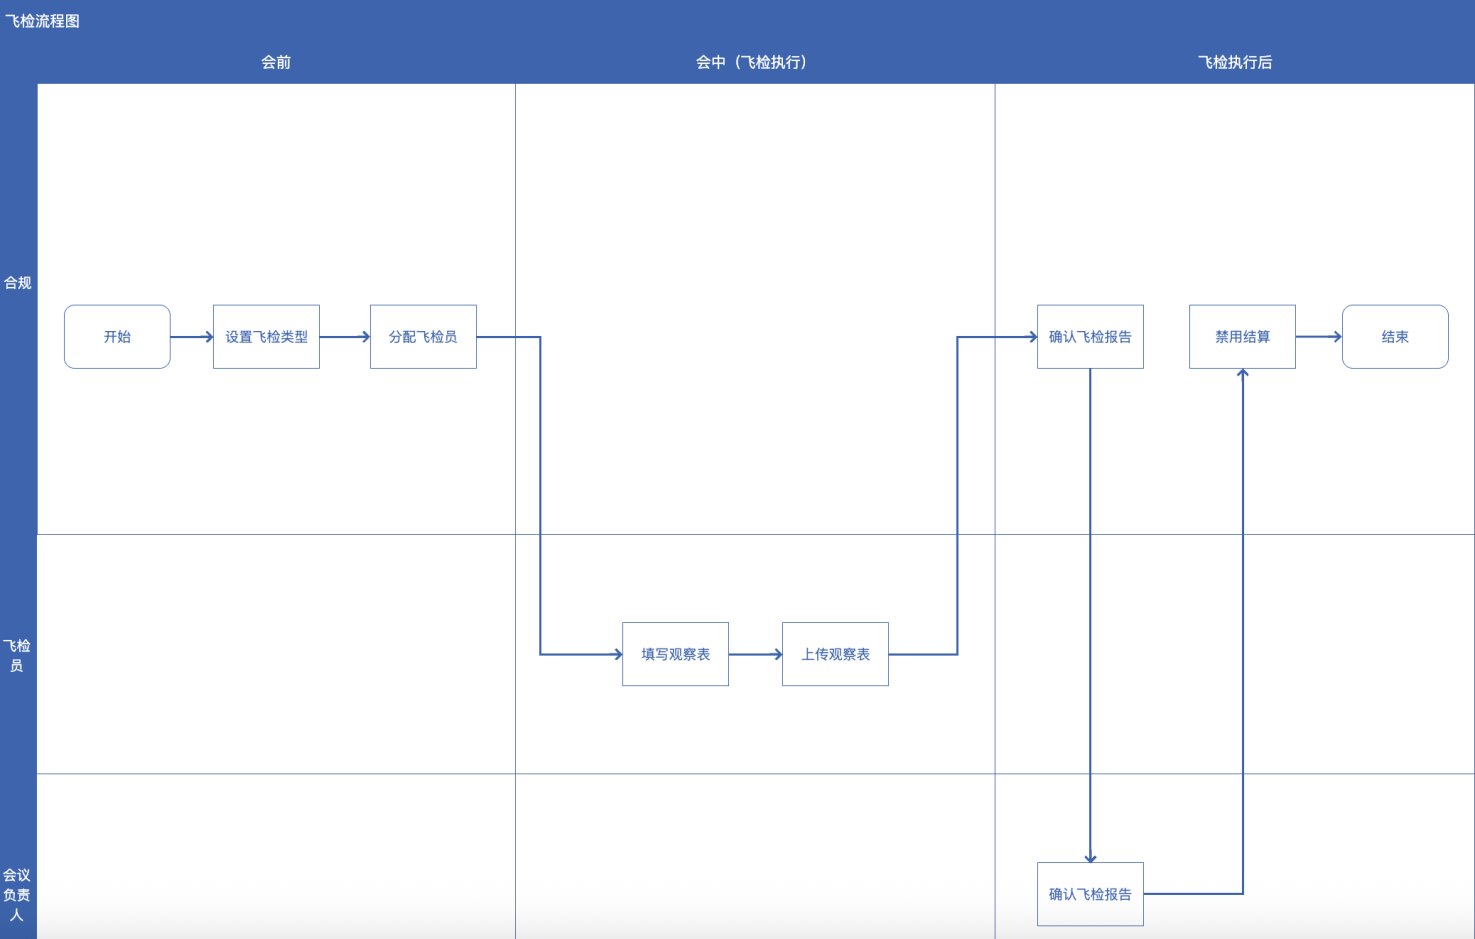 飞检流程图
会前
会中（飞检执行）
飞检执行后
合规
开始
设置飞检类型
分配飞检员
确认飞检报告
禁用结算
结束
飞检
员
填写观察表
上传观察表
会议
负责
人
确认飞检报告